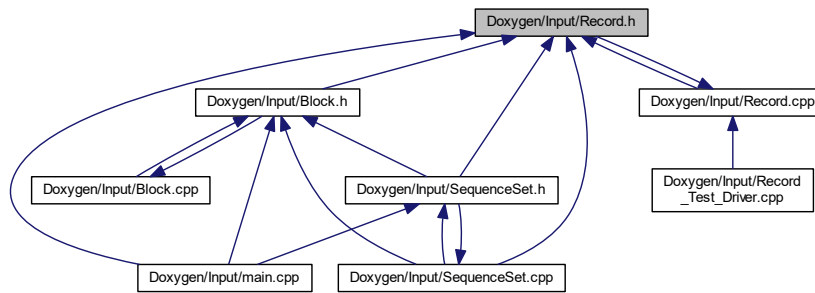 Doxygen/Input/Record.h
Doxygen/Input/Block.h
Doxygen/Input/Record.cpp
Doxygen/Input/Block.cpp
Doxygen/Input/SequenceSet.h
Doxygen/Input/Record
_Test_Driver.cpp
Doxygen/Input/main.cpp
Doxygen/Input/SequenceSet.cpp